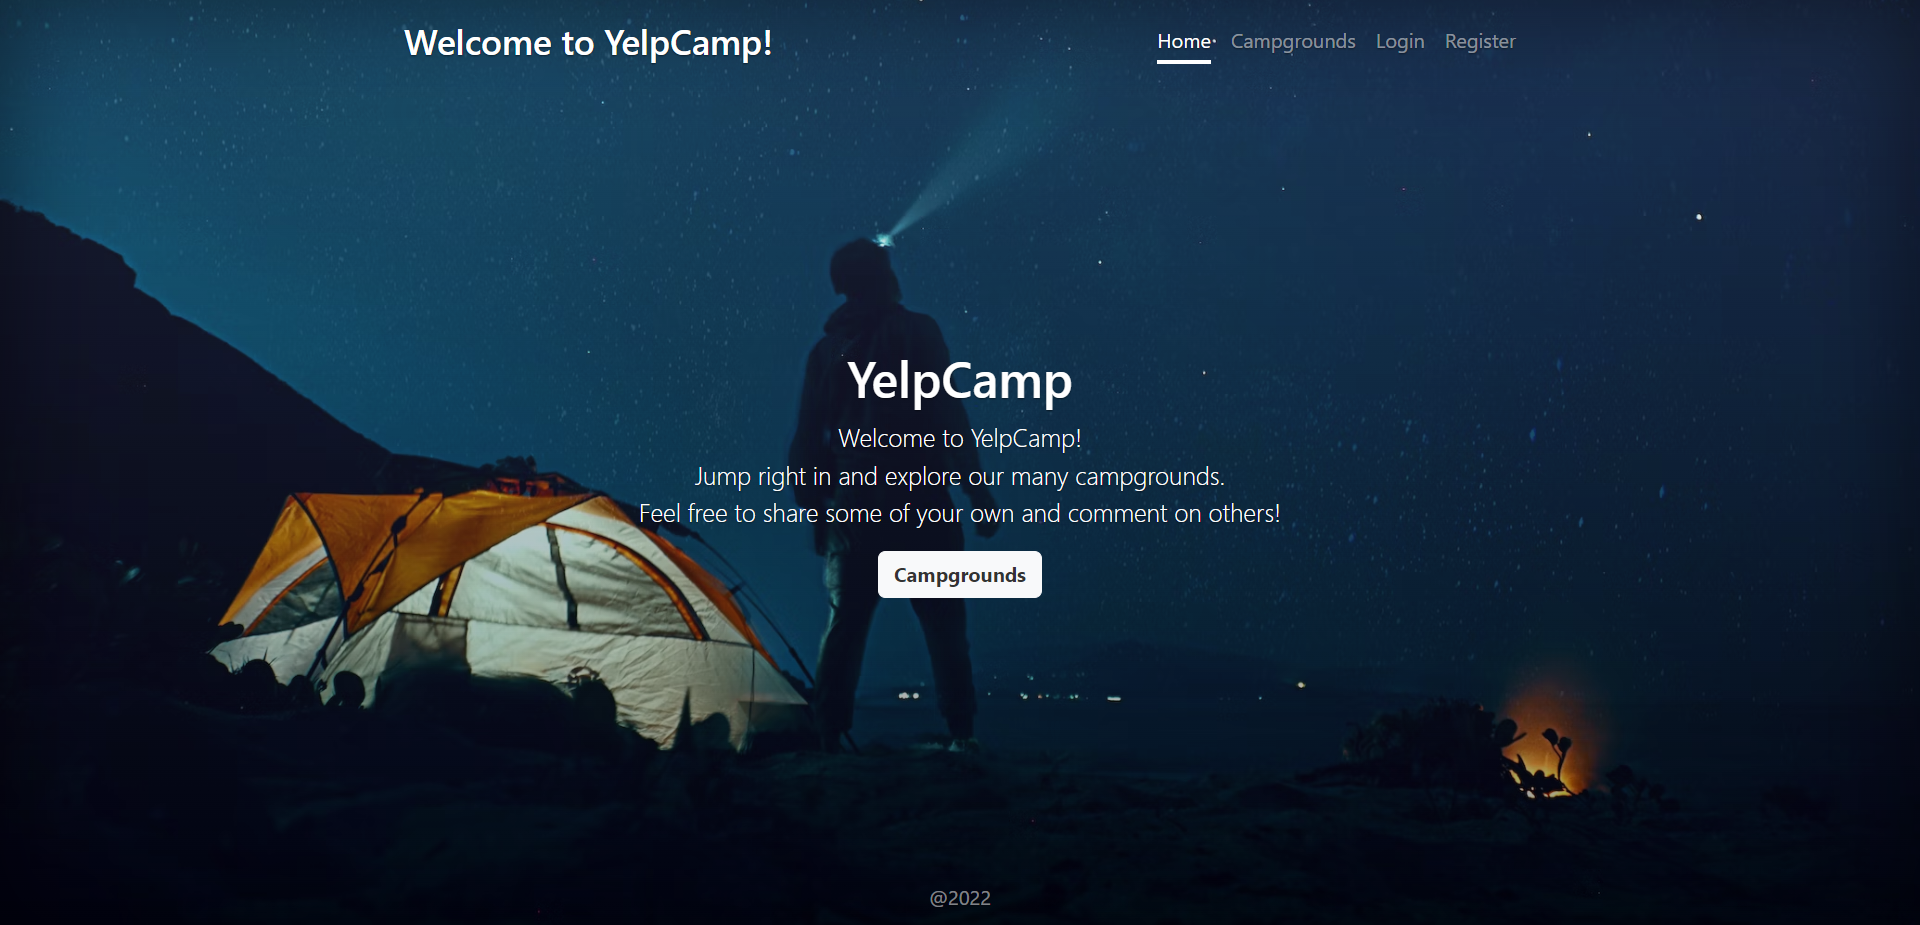 Welcome to YelpCamp!
Home Campgrounds Login Register
YelpCamp
Welcome to YelpCamp!
Jump right in and explore our many campgrounds.
Feel free to share some of your own and comment on others!
Campgrounds
@2022